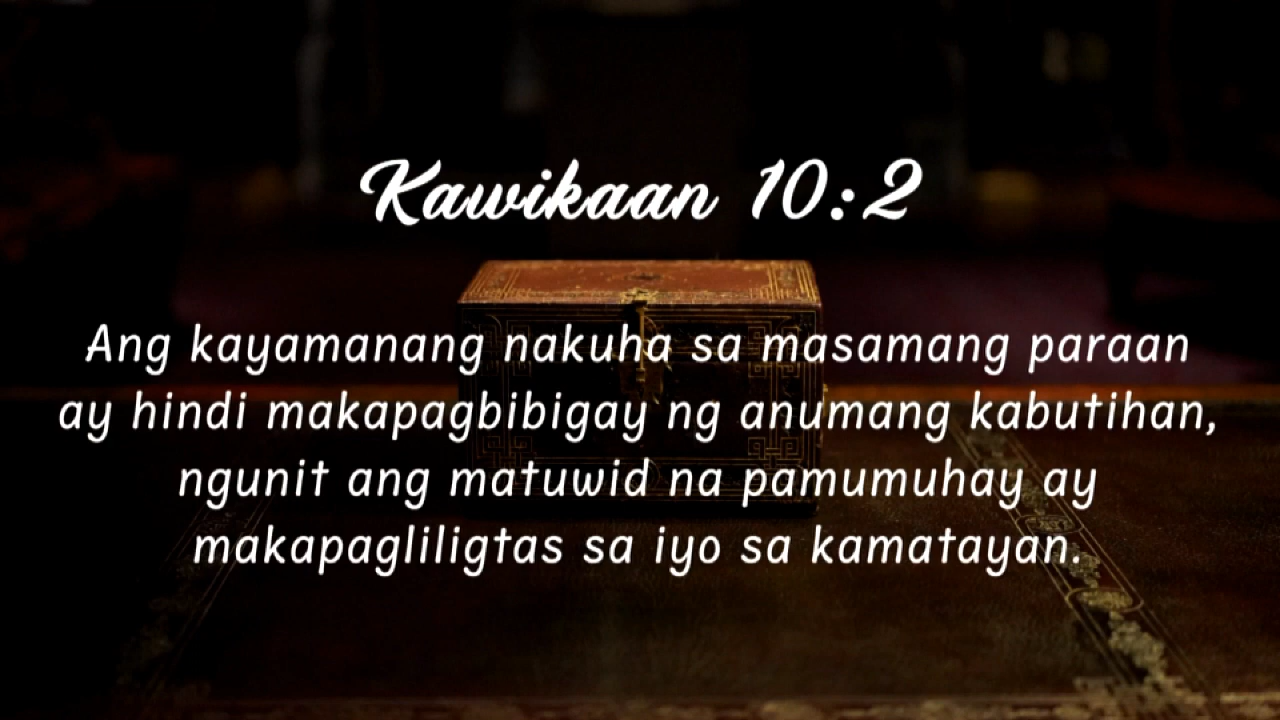 Kawikaan 10:2
Ang kayamanang nakuha sa masamang paraan
ay hindi makapagbibigay ng anumang kabutihan,
ngunit ang matuwid na pamumuhay ay
makapagliligtas sa iyo sa kamatayan.